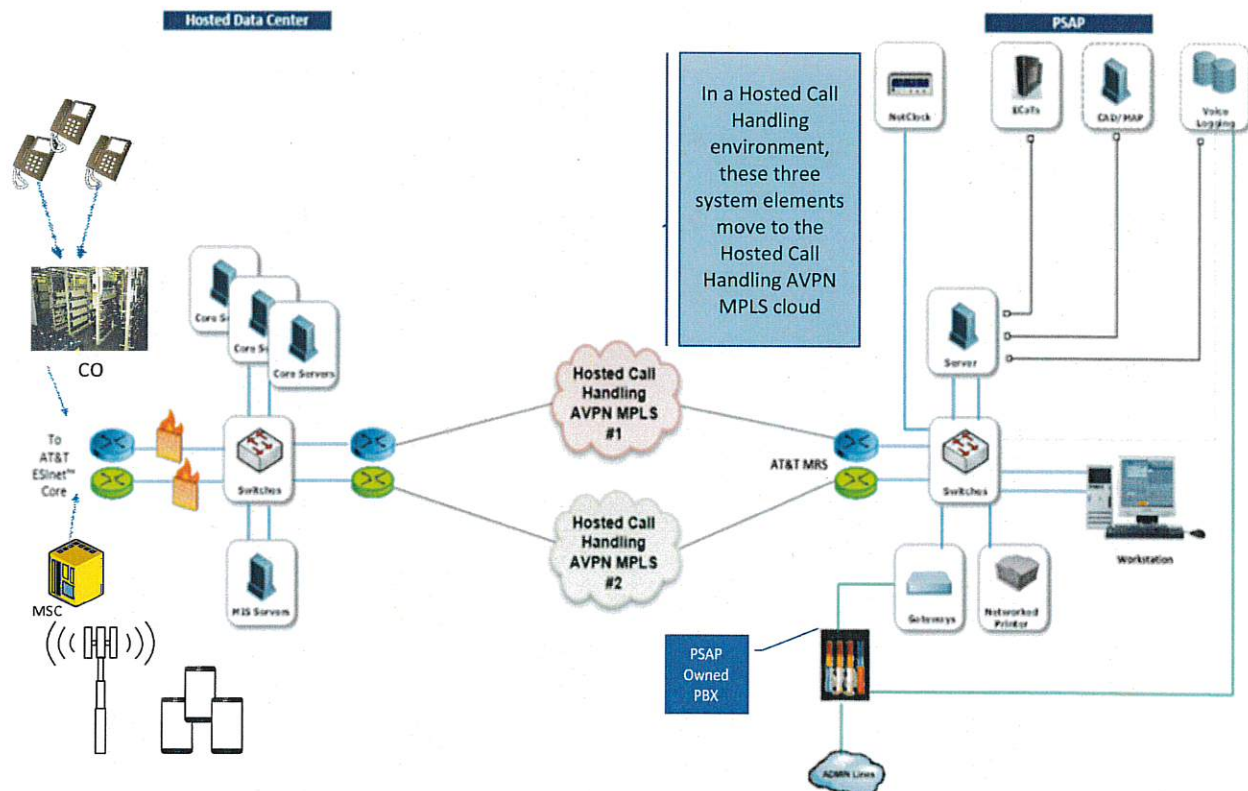 Hosted Data Center
PSAP
In a Hosted Call
Handling
environment,
these three
system elements
move to the
Hosted Call
Handling AVPN
MPLS cloud
NetClock
ECaTS
CAD/MAP
Voice
Logging
Core
Core
Core Servers
CO
Server
Hosted Call
Handling
AVPN MPLS
#1
To
AT&T
ESInet™
Core
Switches
AT&T MRS
Switches
Hosted Call
Handling
AVPN MPLS
#2
Workstation
MSC
MIS Servers
Gateways
Networked
Printer
PSAP
Owned
PBX
ADMIN Lines